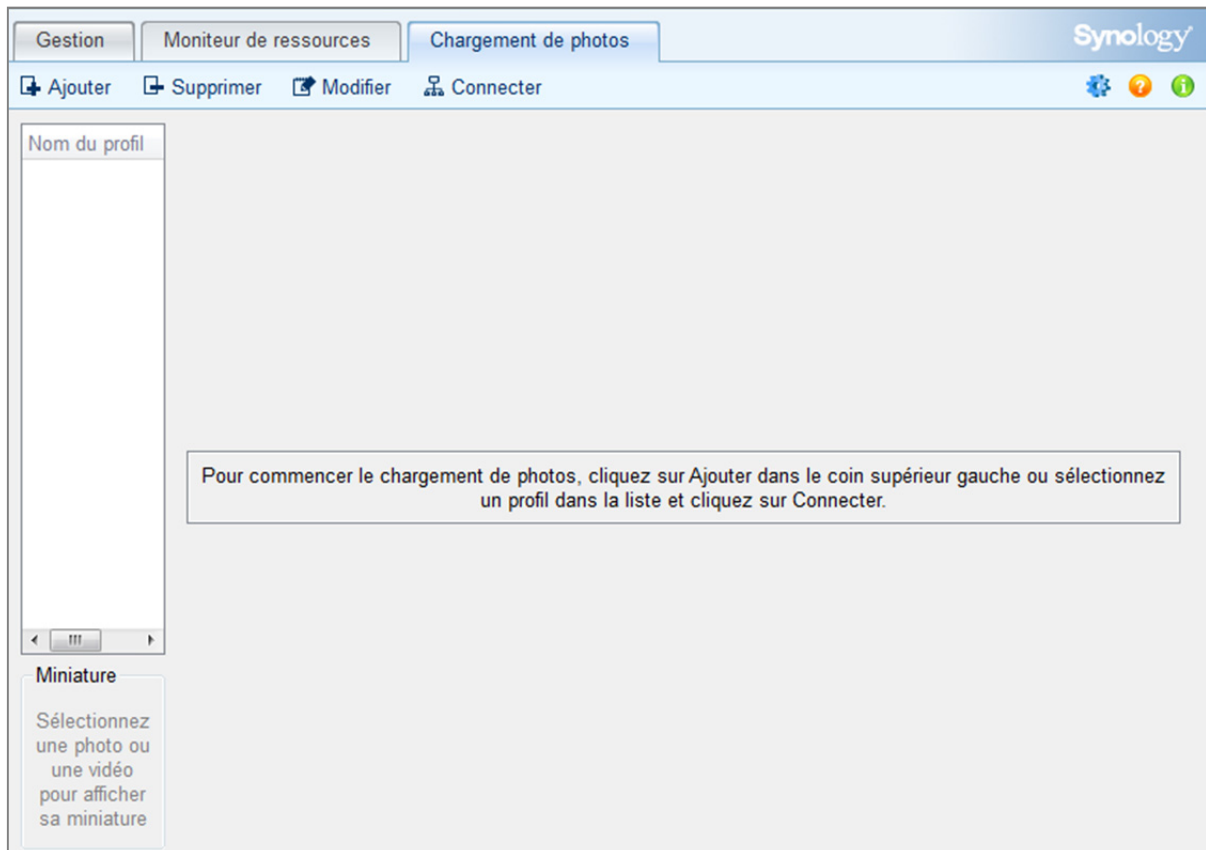 Gestion
Moniteur de ressources
Chargement de photos
Synology
Ajouter
Supprimer
Modifier
Connecter
Nom du profil
Pour commencer le chargement de photos, cliquez sur Ajouter dans le coin supérieur gauche ou sélectionnez
un profil dans la liste et cliquez sur Connecter.
Miniature
Sélectionnez
une photo ou
une vidéo
pour afficher
sa miniature